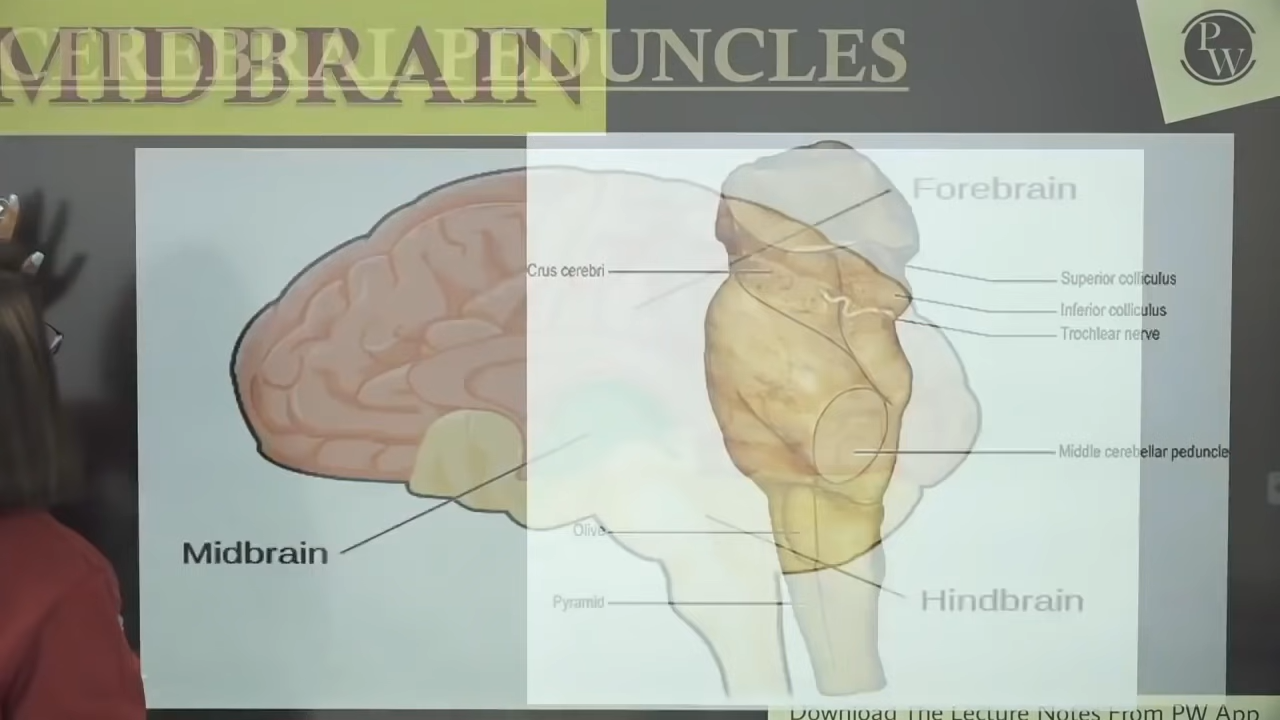 MIDBRAIN
CEREBRAL PEDUNCLES
PW
Forebrain
Crus cerebri
Superior colliculus
Inferior colliculus
Trochlear nerve
Middle cerebellar peduncle
Midbrain
Olive
Pyramid
Hindbrain
Download The Lecture Notes From PW App